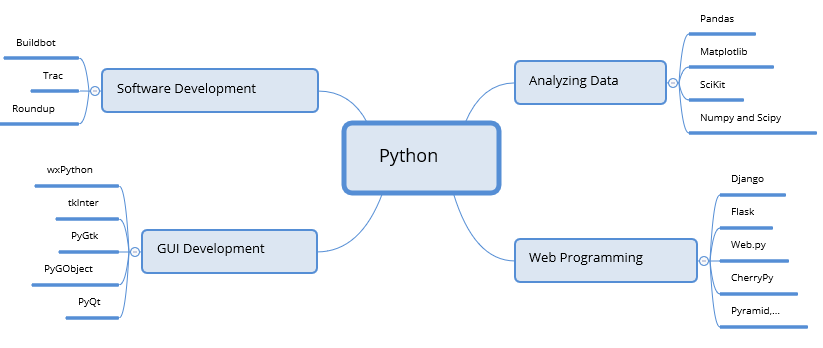 Python
Software Development
Buildbot
Trac
Roundup
GUI Development
wxPython
tkInter
PyGtk
PyGObject
PyQt
Analyzing Data
Pandas
Matplotlib
SciKit
Numpy and Scipy
Web Programming
Django
Flask
Web.py
CherryPy
Pyramid,...